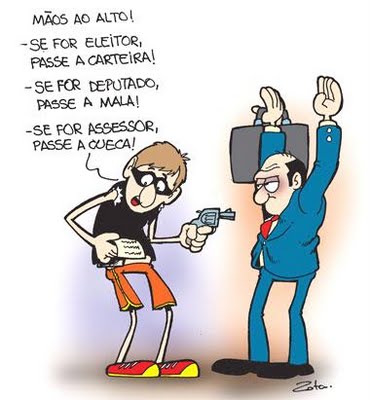 MÃOS AO ALTO!
-SE FOR ELEITOR,
PASSE A CARTEIRA!
-SE FOR DEPUTADO,
PASSE A MALA!
-SE FOR ASSESSOR,
PASSE A CUECA!
Zota.